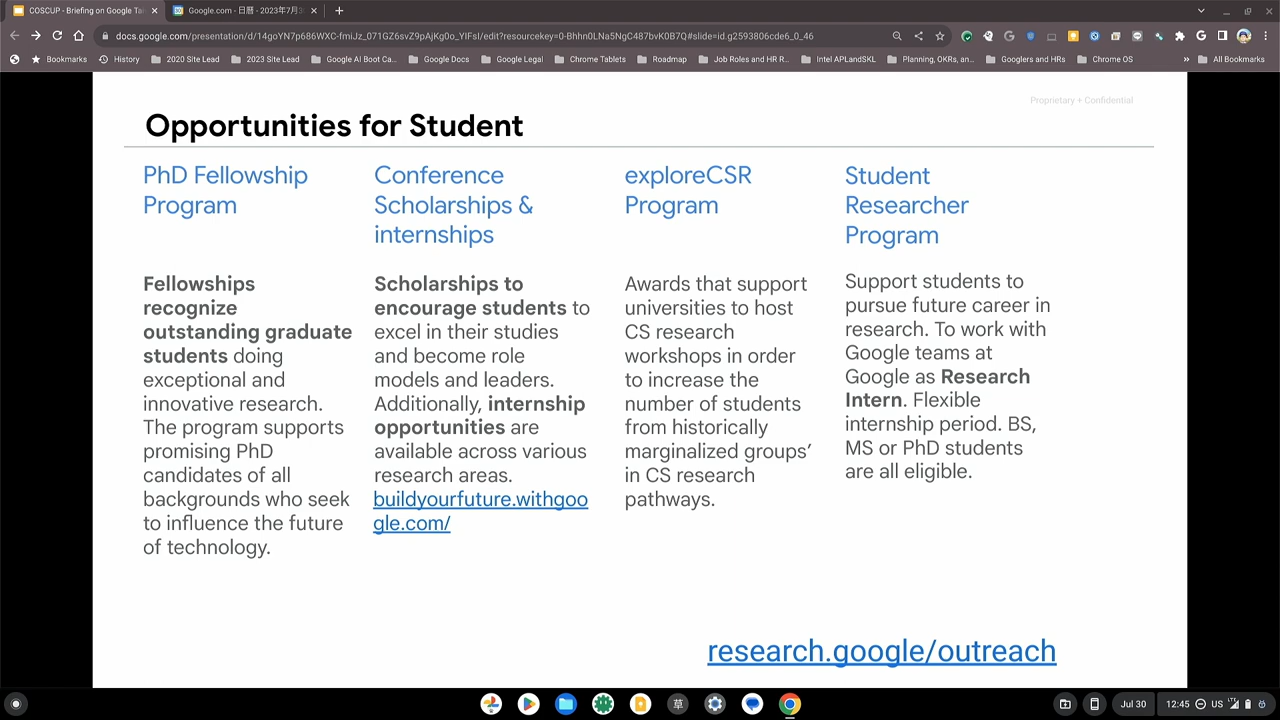 COSCUP - Briefing on Google Tai
Google.com - 日曆 - 2023年7月3
docs.google.com/presentation/d/14goYN7p686WXC-fmiJz_071GZ6svZ9pAjKg0o_YIFsI/edit?resourcekey=0-Bhhn0LNa5NgC487bvK0B7Q#slide=id.g2593806cde6_0_46
Bookmarks History 2020 Site Lead 2023 Site Lead Google AI Boot Ca... Google Docs Google Legal Chrome Tablets Roadmap Job Roles and HR R... Intel APLandSKL Planning, OKRs, an... Googlers and HRs Chrome OS » All Bookmarks
Proprietary + Confidential
Opportunities for Student
PhD Fellowship
Program
Fellowships
recognize
outstanding graduate
students doing
exceptional and
innovative research.
The program supports
promising PhD
candidates of all
backgrounds who seek
to influence the future
of technology.
Conference
Scholarships &
internships
Scholarships to
encourage students to
excel in their studies
and become role
models and leaders.
Additionally, internship
opportunities are
available across various
research areas.
buildyourfuture.withgoo
gle.com/
exploreCSR
Program
Awards that support
universities to host
CS research
workshops in order
to increase the
number of students
from historically
marginalized groups’
in CS research
pathways.
Student
Researcher
Program
Support students to
pursue future career in
research. To work with
Google teams at
Google as Research
Intern. Flexible
internship period. BS,
MS or PhD students
are all eligible.
research.google/outreach
草
Jul 30
12:45 US